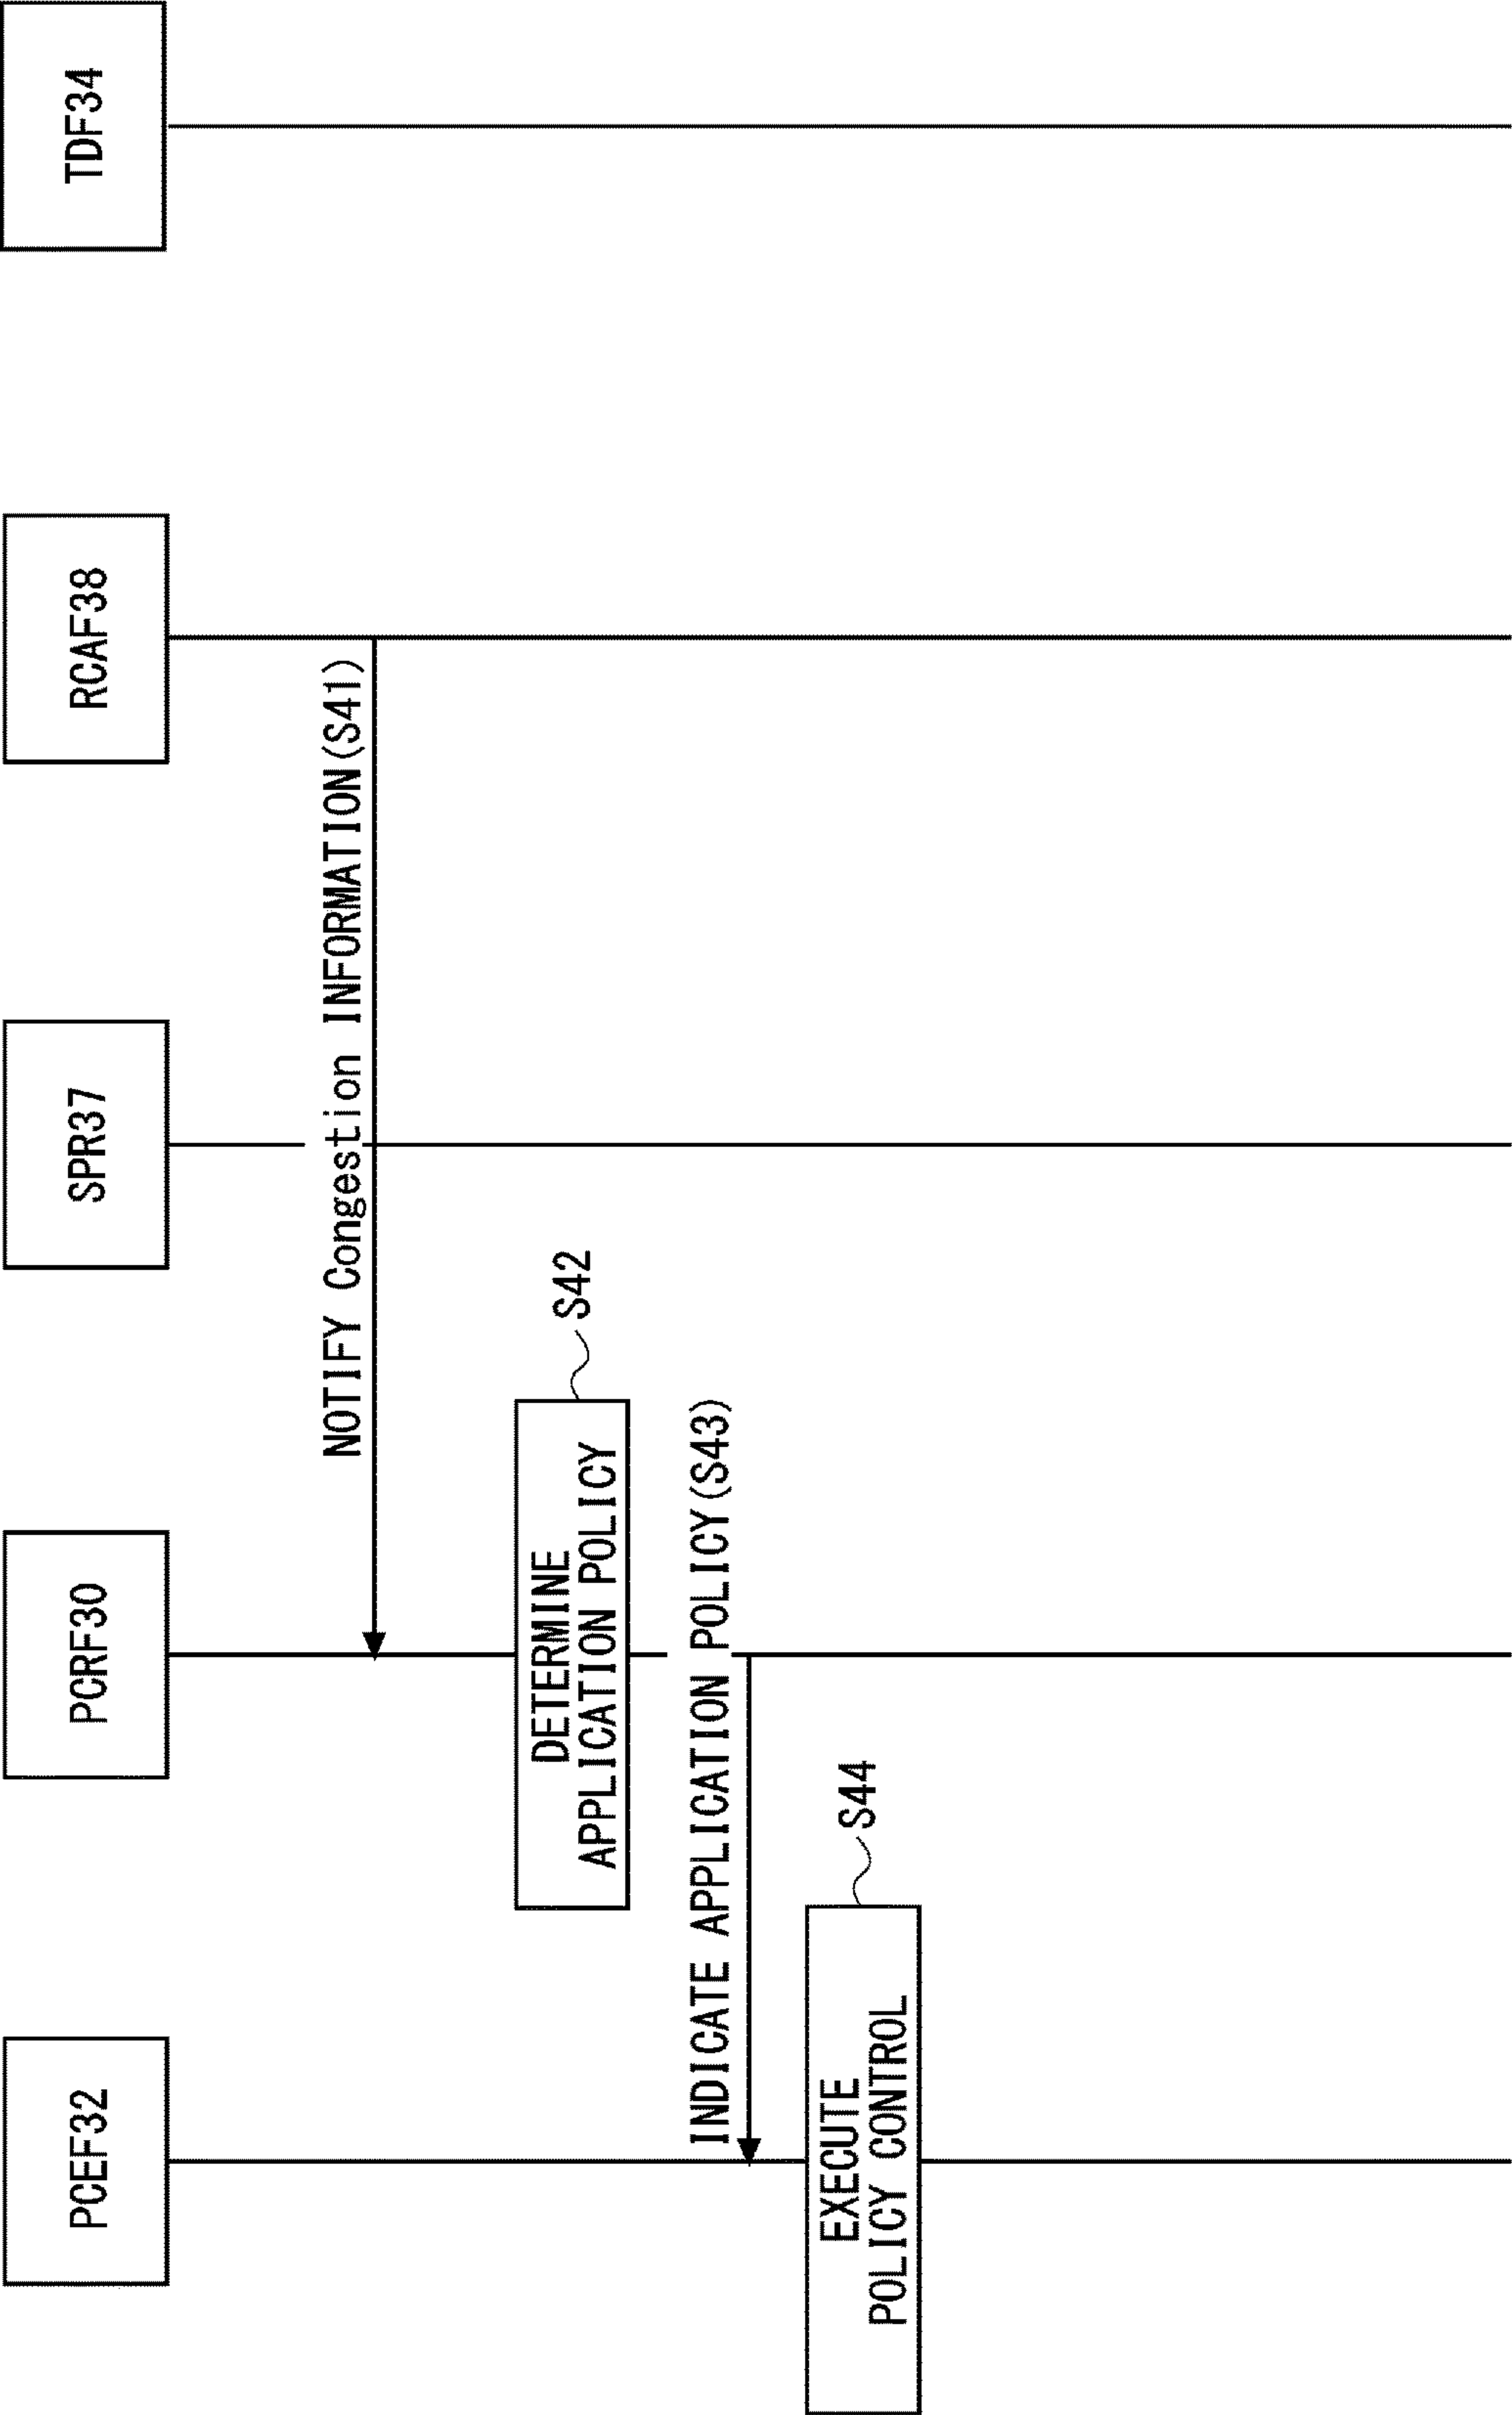 PCEF32
PCRF30
SPR37
RCAF38
TDF34
NOTIFY Congestion INFORMATION(S41)
DETERMINE
APPLICATION POLICY
S42
INDICATE APPLICATION POLICY(S43)
EXECUTE
POLICY CONTROL
S44